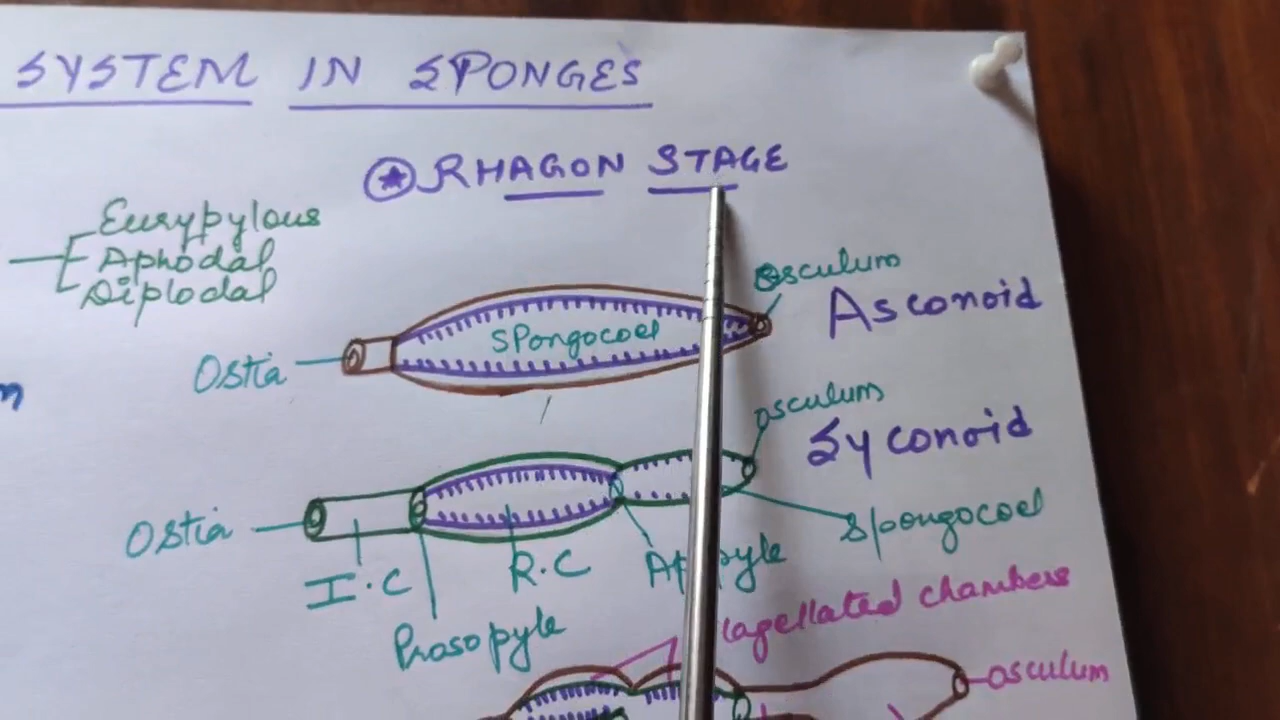 SYSTEM IN SPONGES
RHAGON STAGE
Eurypylous
Aphodal
Diplodal
Osculum
Asconoid
Spongocoel
Ostia
osculum
Syconoid
Ostia
I.C
R.C
Appyle
Spongocoel
Prosopyle
flagellated chambers
osculum